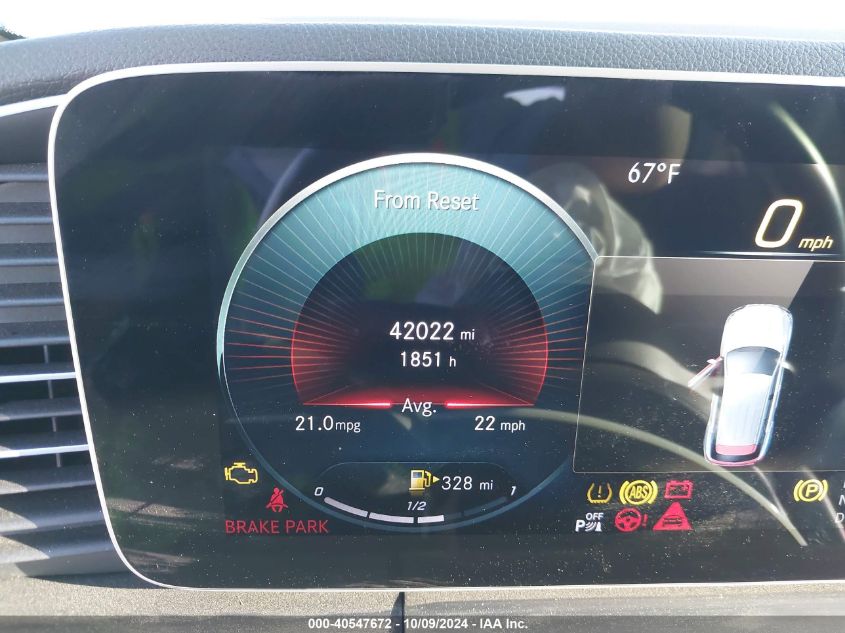 67°F
From Reset
0 mph
42022 mi
1851 h
Avg.
21.0mpg
22 mph
0
328 mi
1
1/2
BRAKE PARK
ABS
P
OFF
P
000-40547672 - 10/09/2024 - IAA Inc.